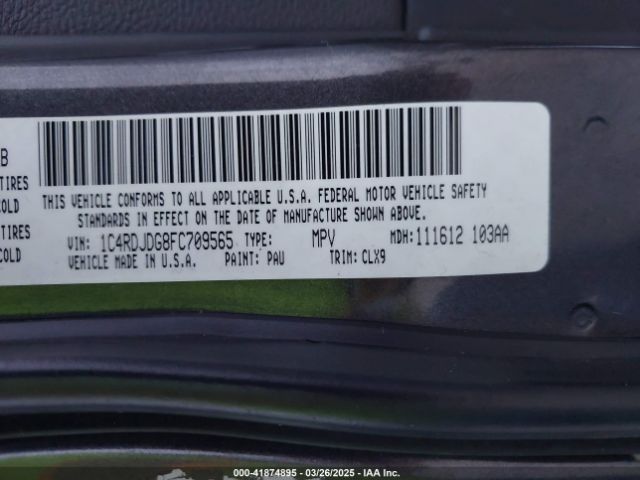 B
TIRES
COLD
TIRES
COLD
THIS VEHICLE CONFORMS TO ALL APPLICABLE U.S.A. FEDERAL MOTOR VEHICLE SAFETY
STANDARDS IN EFFECT ON THE DATE OF MANUFACTURE SHOWN ABOVE.
VIN: 1C4RDJDG8FC709565 TYPE: MPV MDH: 111612 103AA
VEHICLE MADE IN U.S.A. PAINT: PAU TRIM: CLX9
000-41874895 - 03/26/2025 - IAA Inc.